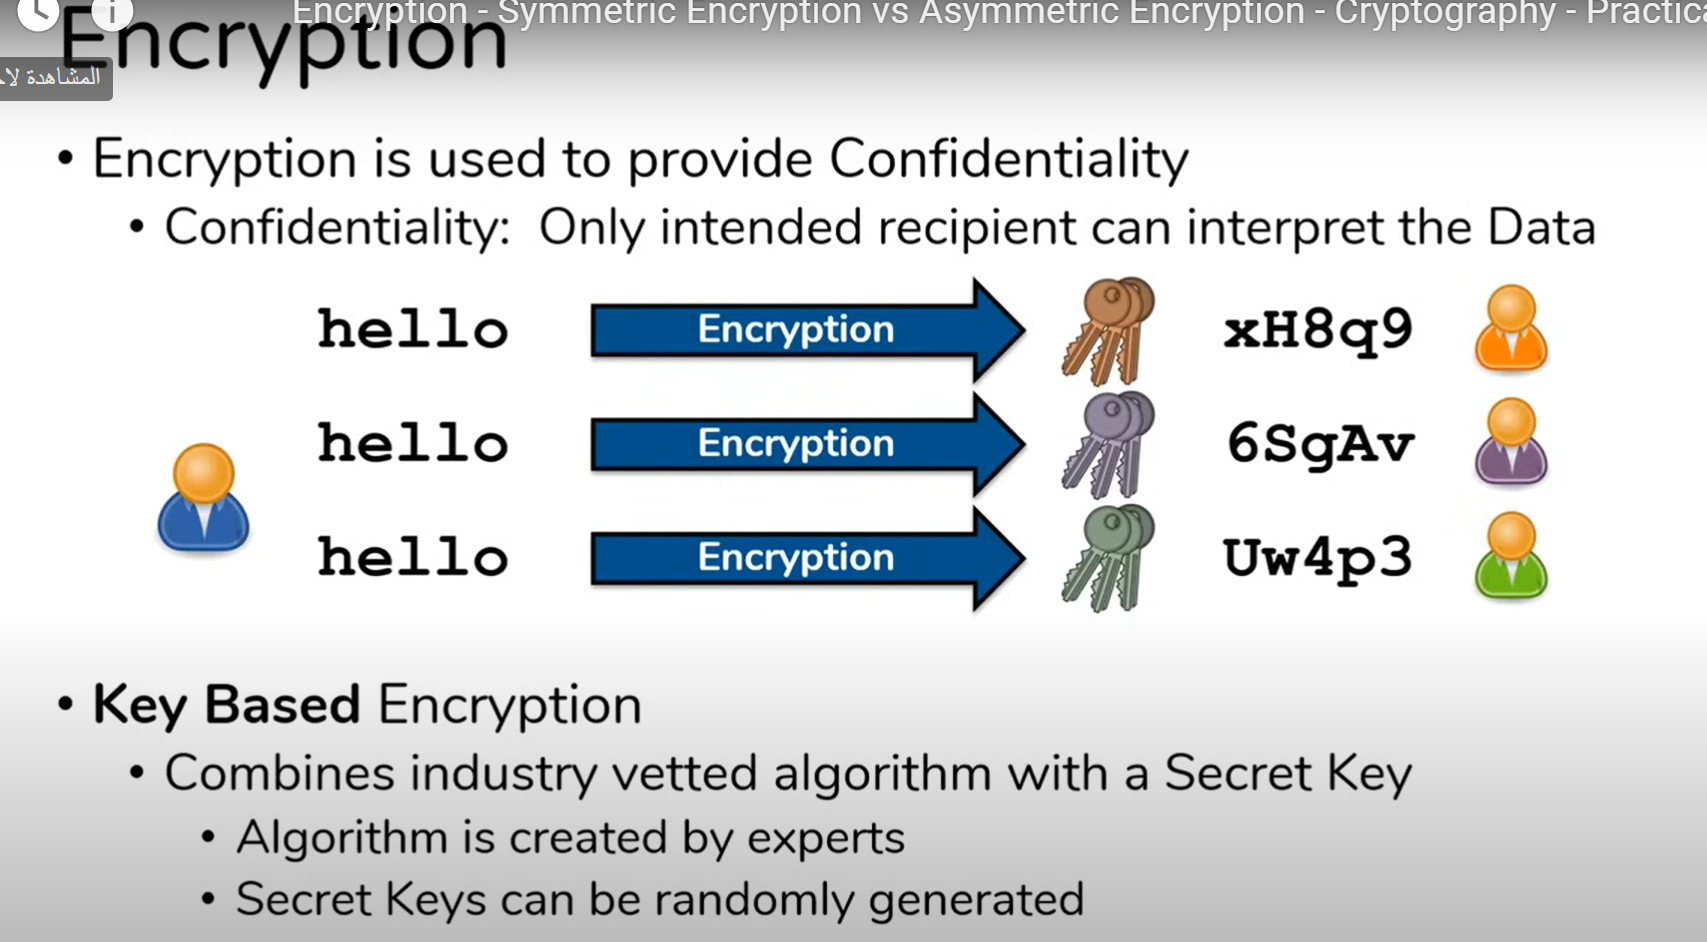 Encryption - Symmetric Encryption vs Asymmetric Encryption - Cryptography -
Encryption
المشاهدة
• Encryption is used to provide Confidentiality
• Confidentiality: Only intended recipient can interpret the Data
hello Encryption xH8q9
hello Encryption 6SgAv
hello Encryption Uw4p3
• Key Based Encryption
• Combines industry vetted algorithm with a Secret Key
• Algorithm is created by experts
• Secret Keys can be randomly generated